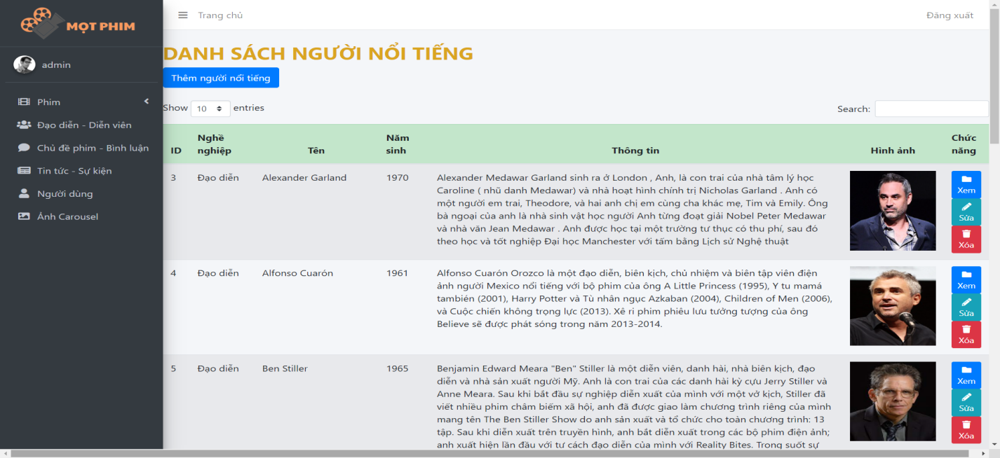 MỌT PHIM
admin
Phim
Đạo diễn - Diễn viên
Chủ đề phim - Bình luận
Tin tức - Sự kiện
Người dùng
Ảnh Carousel
Trang chủ
Đăng xuất
DANH SÁCH NGƯỜI NỔI TIẾNG
Thêm người nổi tiếng
Show 10 entries
Search:
ID
Nghề
nghiệp
Tên
Năm
sinh
Thông tin
Hình ảnh
Chức
năng
3
Đạo diễn
Alexander Garland
1970
Alexander Medawar Garland sinh ra ở London , Anh, là con trai của nhà tâm lý học
Caroline ( nhũ danh Medawar) và nhà hoạt hình chính trị Nicholas Garland . Anh có
một người em trai, Theodore, và hai anh chị em cùng cha khác mẹ, Tim và Emily. Ông
bà ngoại của anh là nhà sinh vật học người Anh từng đoạt giải Nobel Peter Medawar
và nhà văn Jean Medawar . Anh được học tại một trường tư thục có thu phí, sau đó
theo học và tốt nghiệp Đại học Manchester với tấm bằng Lịch sử Nghệ thuật
Xem
Sửa
Xóa
4
Đạo diễn
Alfonso Cuarón
1961
Alfonso Cuarón Orozco là một đạo diễn, biên kịch, chủ nhiệm và biên tập viên điện
ảnh người Mexico nổi tiếng với bộ phim của ông A Little Princess (1995), Y tu mamá
también (2001), Harry Potter và Tù nhân ngục Azkaban (2004), Children of Men (2006),
và Cuộc chiến không trọng lực (2013). Xê ri phim phiêu lưu tưởng tượng của ông
Believe sẽ được phát sóng trong năm 2013-2014.
Xem
Sửa
Xóa
5
Đạo diễn
Ben Stiller
1965
Benjamin Edward Meara "Ben" Stiller là một diễn viên, danh hài, nhà biên kịch, đạo
diễn và nhà sản xuất người Mỹ. Anh là con trai của các danh hài kỳ cựu Jerry Stiller và
Anne Meara. Sau khi bắt đầu sự nghiệp diễn xuất của mình với một vở kịch, Stiller đã
viết nhiều phim châm biếm xã hội, anh đã được giao làm chương trình riêng của mình
mang tên The Ben Stiller Show do anh sản xuất và tổ chức cho toàn chương trình: 13
tập. Sau khi diễn xuất trên truyền hình, anh bắt diễn xuất trong các bộ phim điện ảnh;
anh xuất hiện lần đầu với tư cách đạo diễn của mình với Reality Bites. Trong suốt sự
Xem
Sửa
Xóa